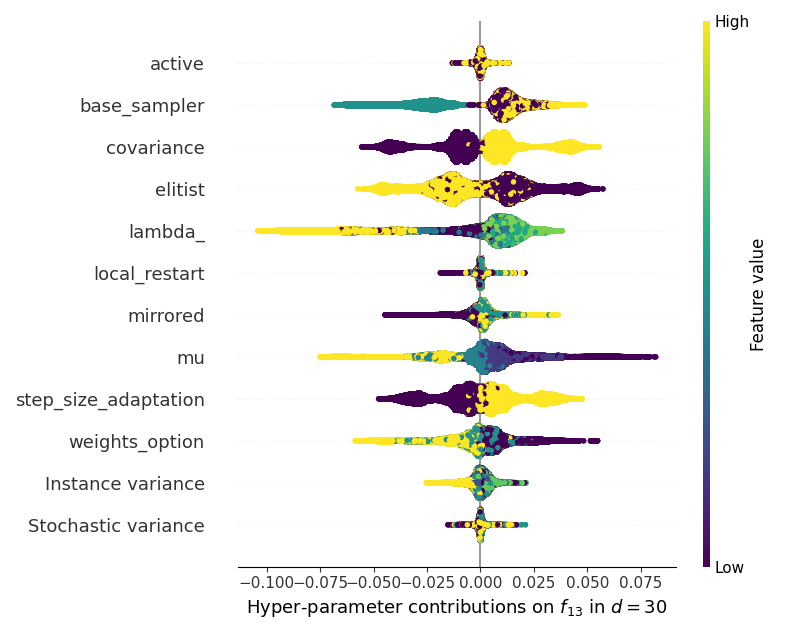 High
active
base_sampler
covariance
elitist
lambda_
local_restart
mirrored
mu
step_size_adaptation
weights_option
Instance variance
Stochastic variance
Feature value
Low
−0.100 −0.075 −0.050 −0.025 0.000 0.025 0.050 0.075
Hyper-parameter contributions on $f_{13}$ in $d = 30$